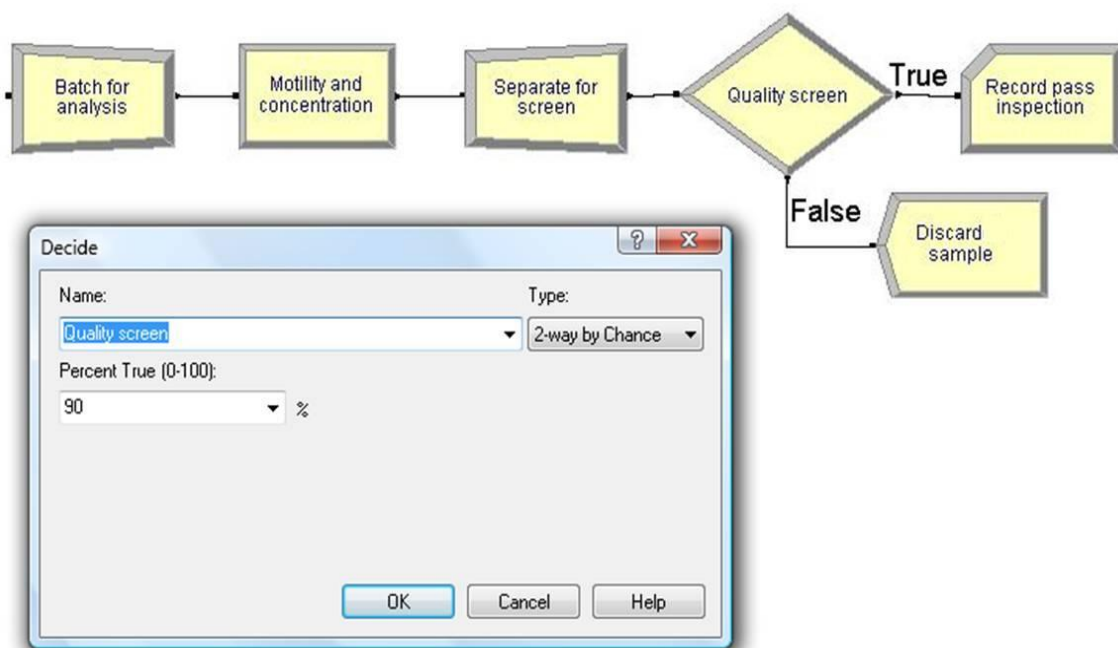 Batch for
analysis
Motility and
concentration
Separate for
screen
Quality screen
True
Record pass
inspection
False
Discard
sample
Decide
?
X
Name:
Type:
Quality screen
2-way by Chance
Percent True (0-100):
90
%
OK
Cancel
Help